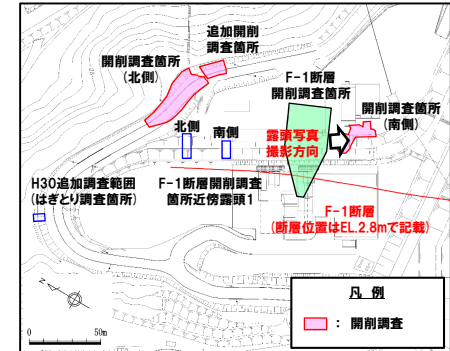 追加開削
調査箇所
開削調査箇所
(北側)
F-1断層
開削調査箇所
開削調査箇所
(南側)
北側
南側
露頭写真
撮影方向
H30追加調査範囲
(はぎとり調査箇所)
F-1断層開削調査
箇所近傍露頭1
F-1断層
(断層位置はEL.2.8mで記載)
N
0 50m
凡 例
: 開削調査